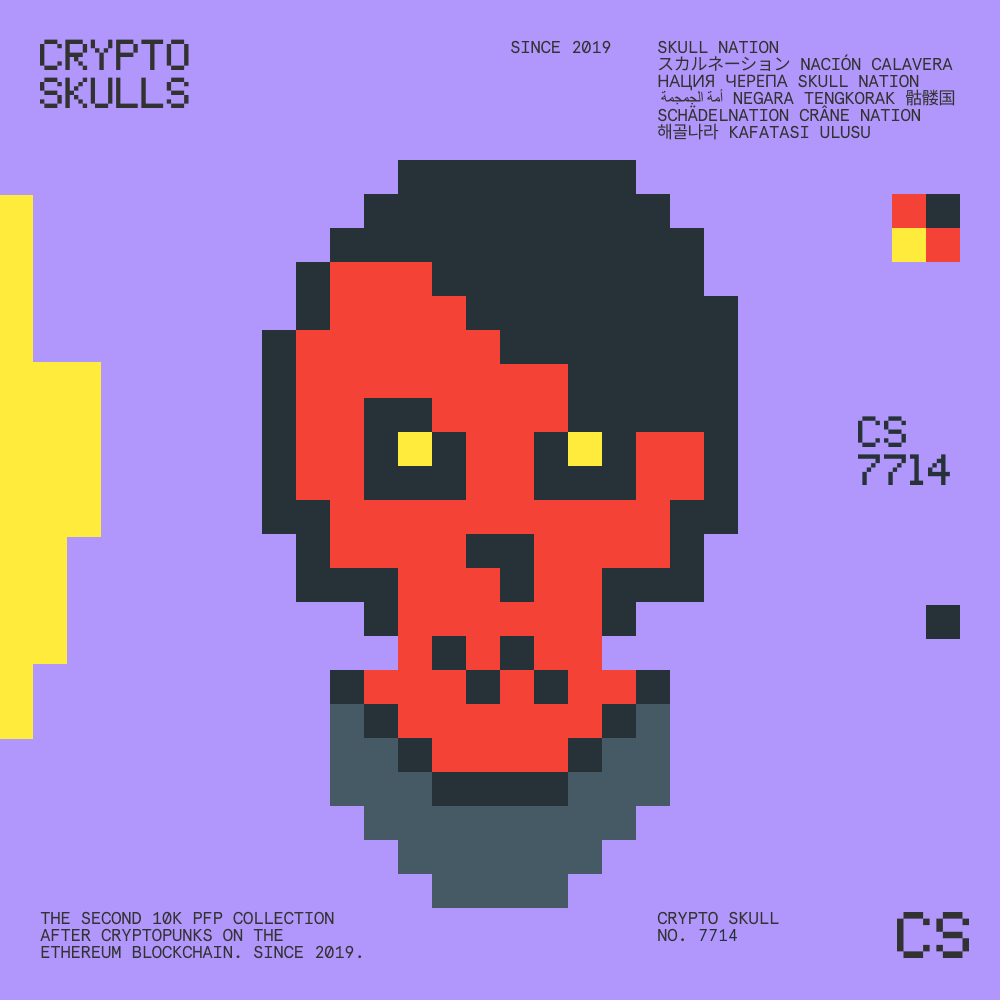 CRYPTO
SKULLS
SINCE 2019
SKULL NATION
スカルネーション NACIÓN CALAVERA
НАЦИЯ ЧЕРЕПА SKULL NATION
أمة الجمجمة NEGARA TENGKORAK 骷髅国
SCHÄDELNATION CRÂNE NATION
해골나라 KAFATASI ULUSU
CS
7714
THE SECOND 10K PFP COLLECTION
AFTER CRYPTOPUNKS ON THE
ETHEREUM BLOCKCHAIN. SINCE 2019.
CRYPTO SKULL
NO. 7714
CS